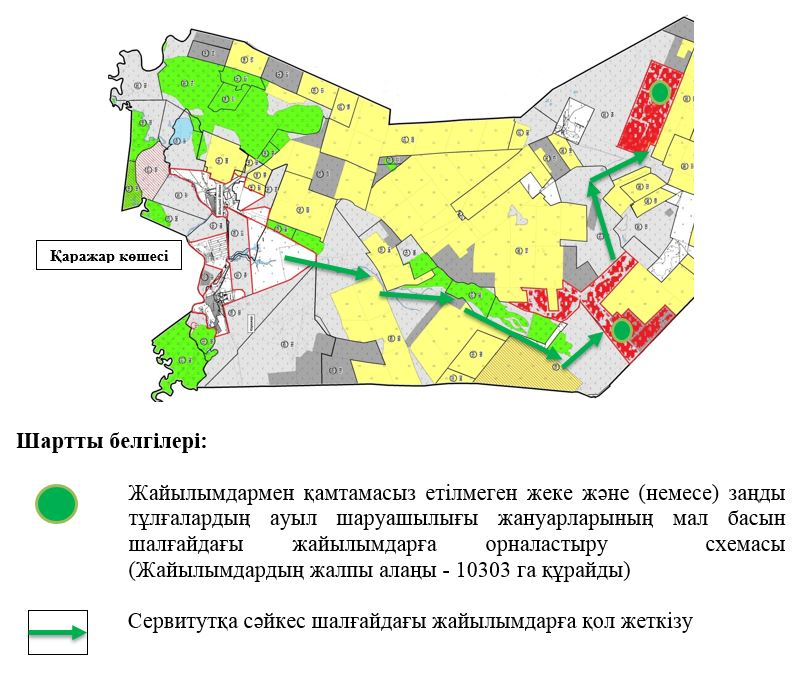 Қаражар көшесі
Шартты белгілері:
Жайылымдармен қамтамасыз етілмеген жеке және (немесе) заңды
тұлғалардың ауыл шаруашылығы жануарларының мал басын
шалғайдағы жайылымдарға орналастыру схемасы
(Жайылымдардың жалпы алаңы - 10303 га құрайды)
Сервитутқа сәйкес шалғайдағы жайылымдарға қол жеткізу